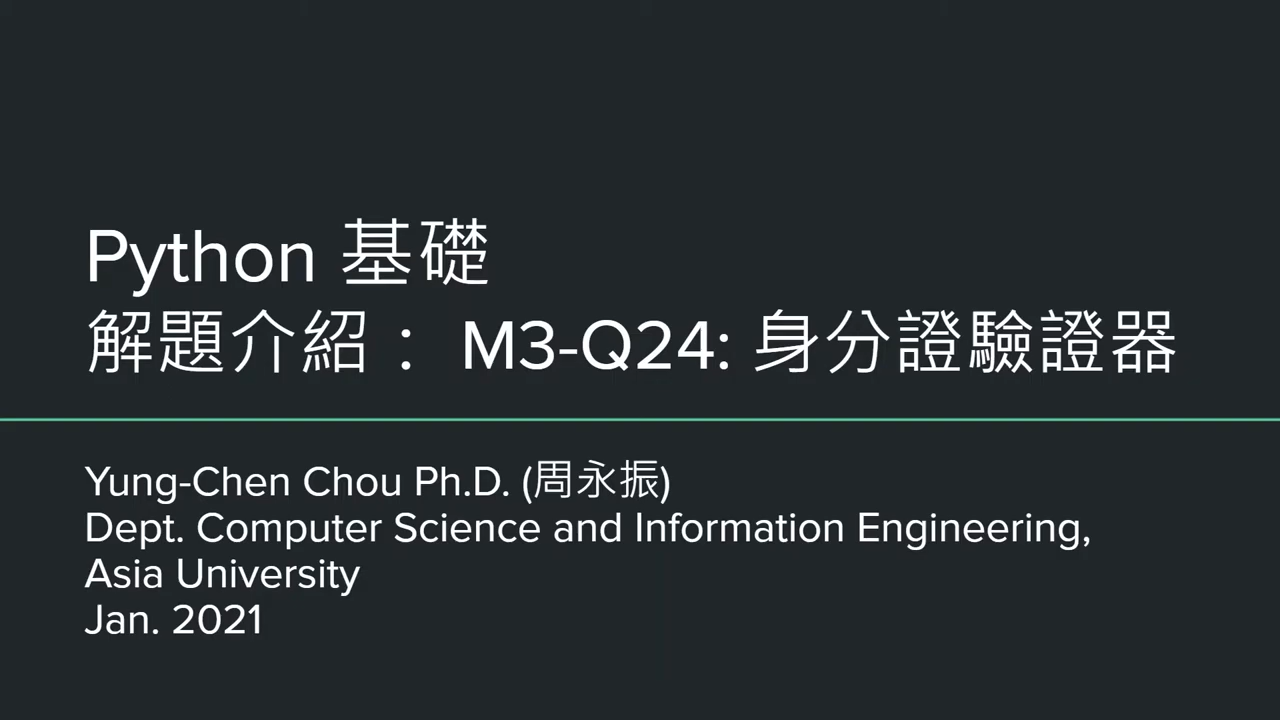 Python 基礎
解題介紹： M3-Q24: 身分證驗證器
Yung-Chen Chou Ph.D. (周永振)
Dept. Computer Science and Information Engineering,
Asia University
Jan. 2021